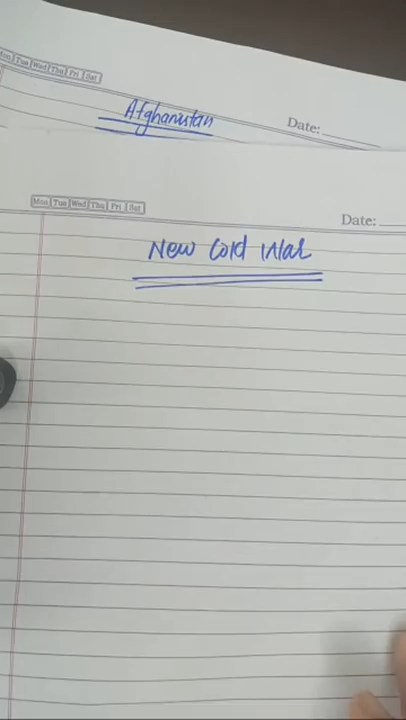 Mon Tue Wed Thu Fri Sat
Afghanistan
Date:
Mon Tue Wed Thu Fri Sat
Date:
New Cold War